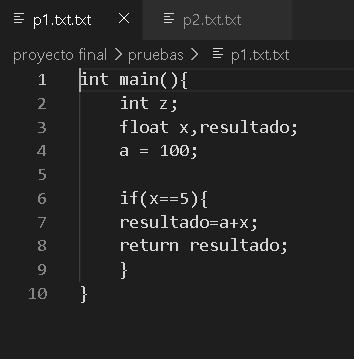 p1.txt.txt × p2.txt.txt
proyecto final > pruebas > p1.txt.txt
1 int main(){
2 int z;
3 float x,resultado;
4 a = 100;
5
6 if(x==5){
7 resultado=a+x;
8 return resultado;
9 }
10 }